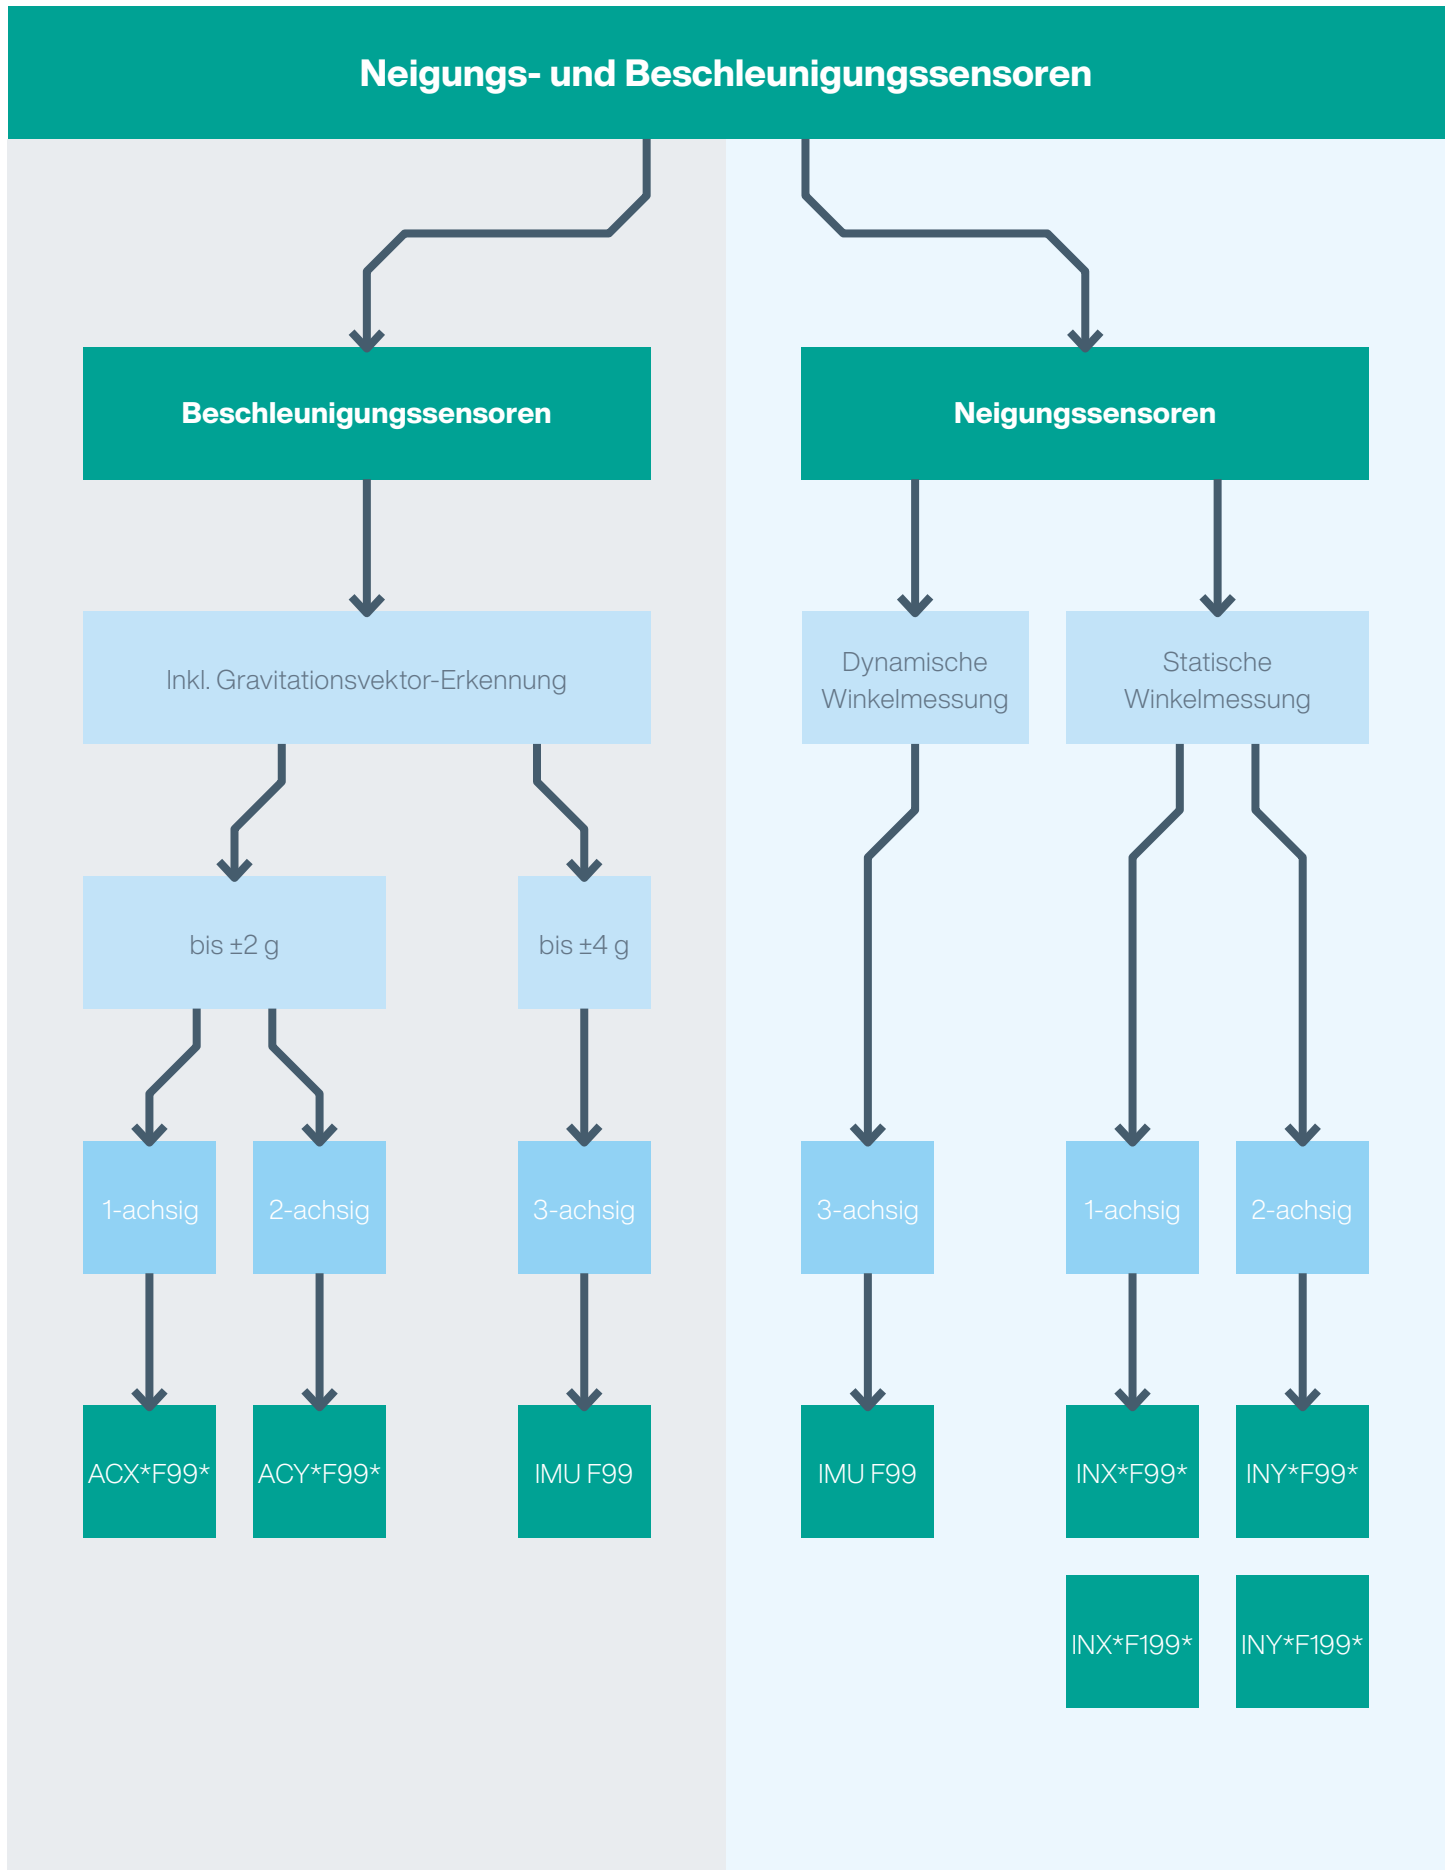 Neigungs- und Beschleunigungssensoren
Beschleunigungssensoren
Neigungssensoren
Inkl. Gravitationsvektor-Erkennung
Dynamische
Winkelmessung
Statische
Winkelmessung
bis ±2 g
bis ±4 g
1-achsig
2-achsig
3-achsig
3-achsig
1-achsig
2-achsig
ACX*F99*
ACY*F99*
IMU F99
IMU F99
INX*F99*
INY*F99*
INX*F199*
INY*F199*